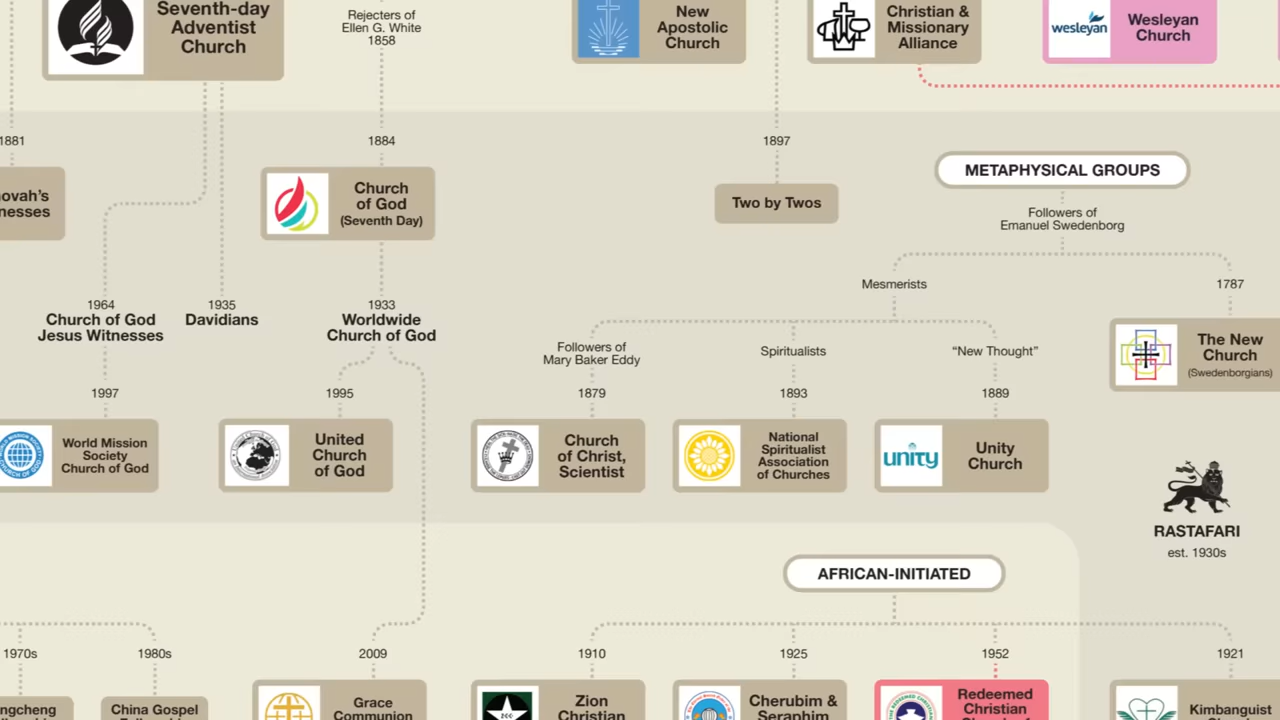 Seventh-day
Adventist
Church
Rejecters of
Ellen G. White
1858
New
Apostolic
Church
Christian &
Missionary
Alliance
wesleyan
Wesleyan
Church
1881
1884
1897
METAPHYSICAL GROUPS
ovah's
nesses
Church
of God
(Seventh Day)
Two by Twos
Followers of
Emanuel Swedenborg
Mesmerists
1787
1964
Church of God
Jesus Witnesses
1935
Davidians
1933
Worldwide
Church of God
Followers of
Mary Baker Eddy
Spiritualists
“New Thought”
The New
Church
(Swedenborgians)
1997
1995
1879
1893
1889
World Mission
Society
Church of God
United
Church
of God
Church
of Christ,
Scientist
National
Spiritualist
Association
of Churches
unity
Unity
Church
RASTAFARI
est. 1930s
AFRICAN-INITIATED
1970s
1980s
2009
1910
1925
1952
1921
ngcheng
China Gospel
Grace
Communion
ZCC
Zion
Christian
Cherubim &
Seraphim
Redeemed
Christian
Kimbanguist